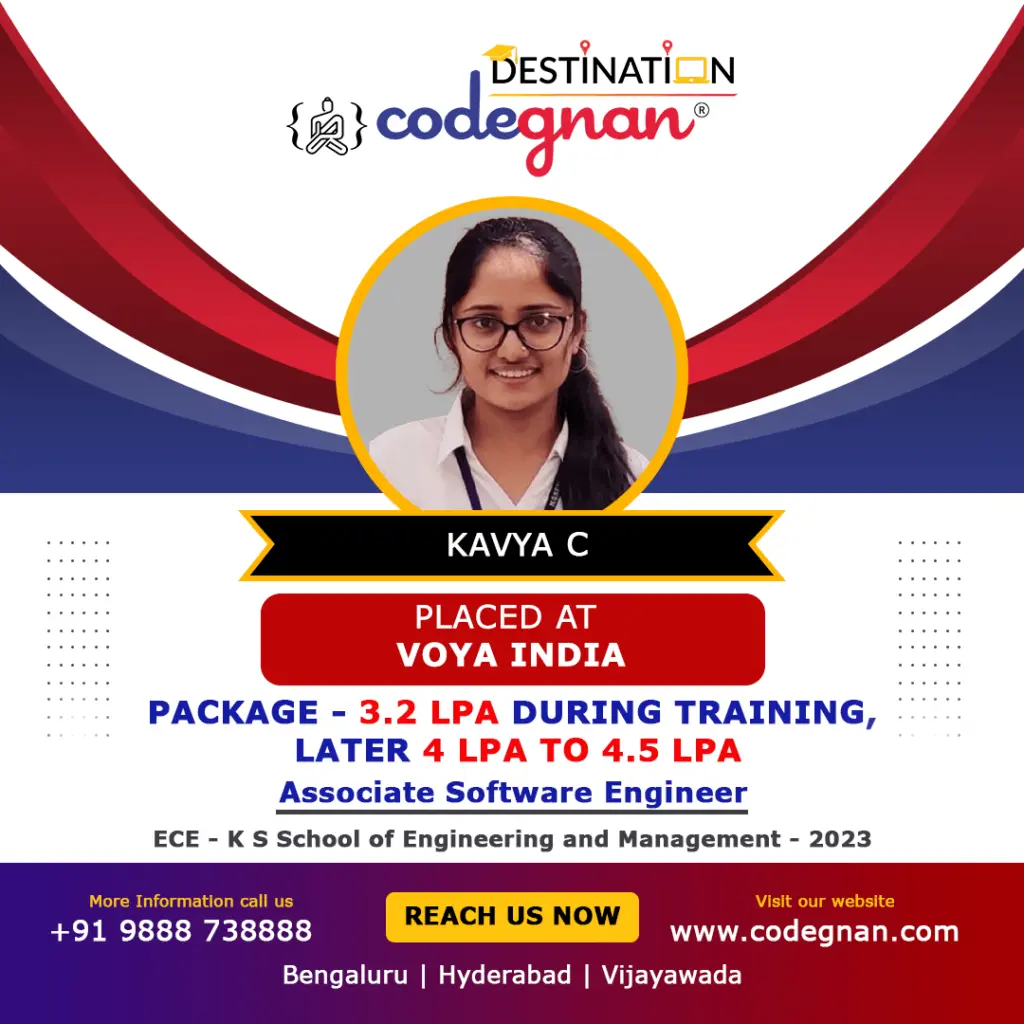 DESTINATION
codegnan®
KAVYA C
PLACED AT
VOYA INDIA
PACKAGE - 3.2 LPA DURING TRAINING,
LATER 4 LPA TO 4.5 LPA
Associate Software Engineer
ECE - K S School of Engineering and Management - 2023
More Information call us
+91 9888 738888
REACH US NOW
Visit our website
www.codegnan.com
Bengaluru | Hyderabad | Vijayawada